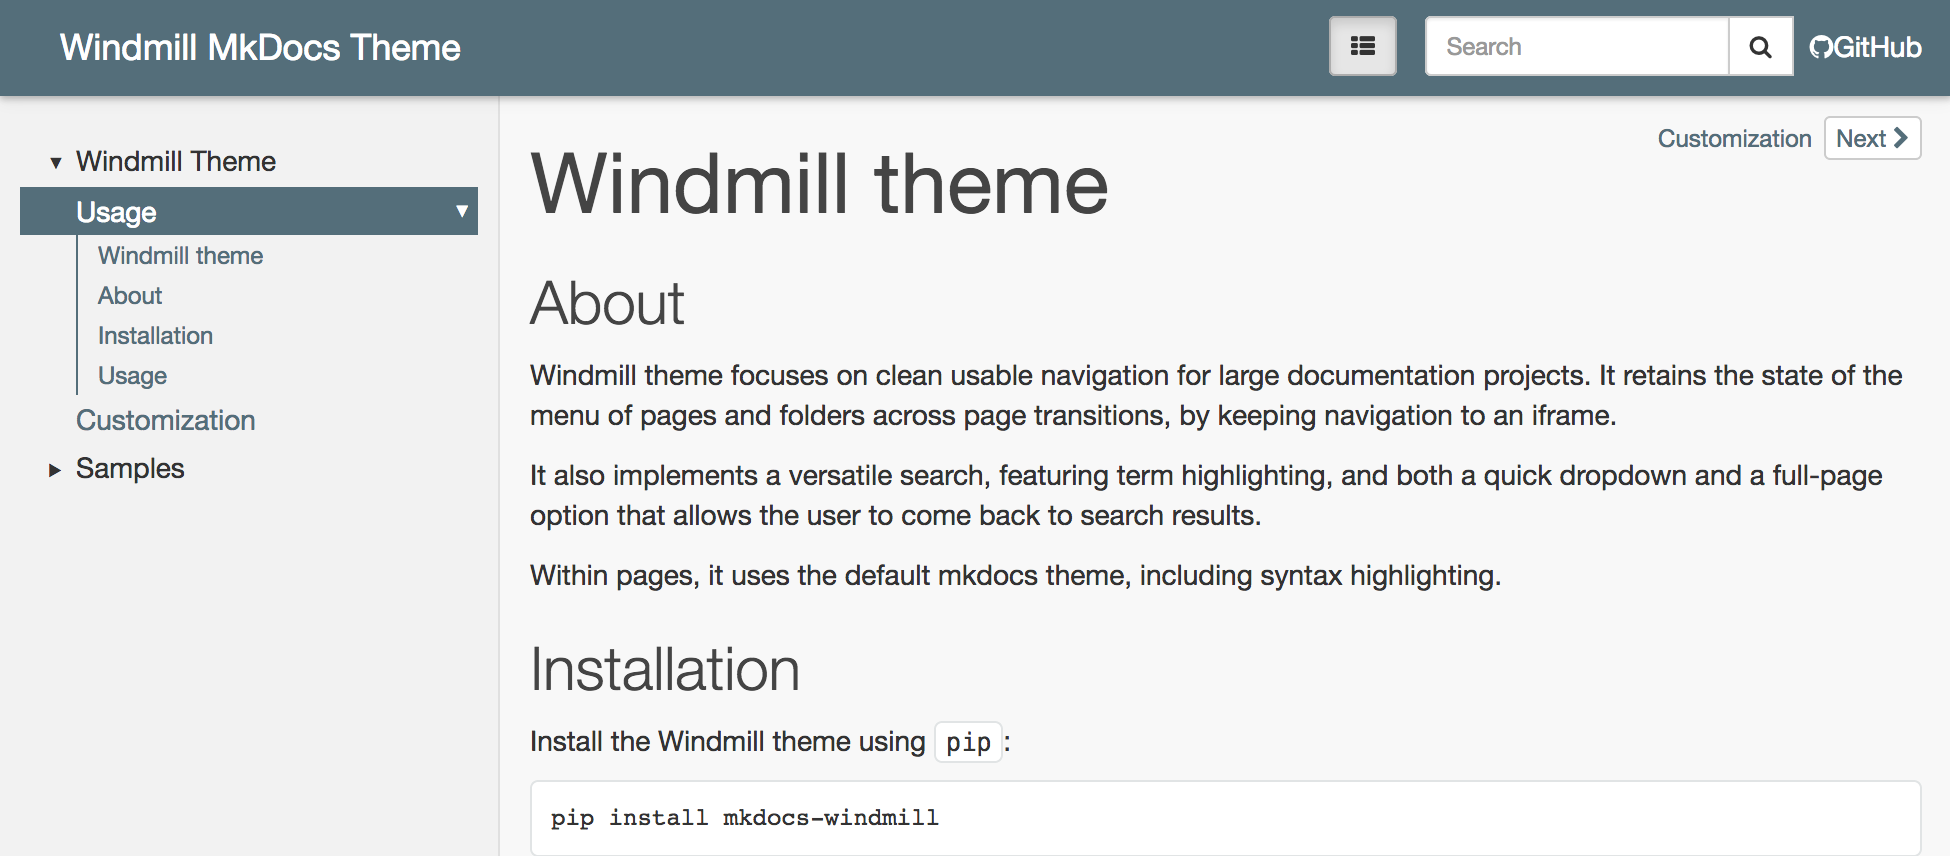 Windmill MkDocs Theme
Search
GitHub
Windmill Theme
Usage
Windmill theme
About
Installation
Usage
Customization
Samples
Customization
Next
Windmill theme
About
Windmill theme focuses on clean usable navigation for large documentation projects. It retains the state of the
menu of pages and folders across page transitions, by keeping navigation to an iframe.
It also implements a versatile search, featuring term highlighting, and both a quick dropdown and a full-page
option that allows the user to come back to search results.
Within pages, it uses the default mkdocs theme, including syntax highlighting.
Installation
Install the Windmill theme using pip:
pip install mkdocs-windmill